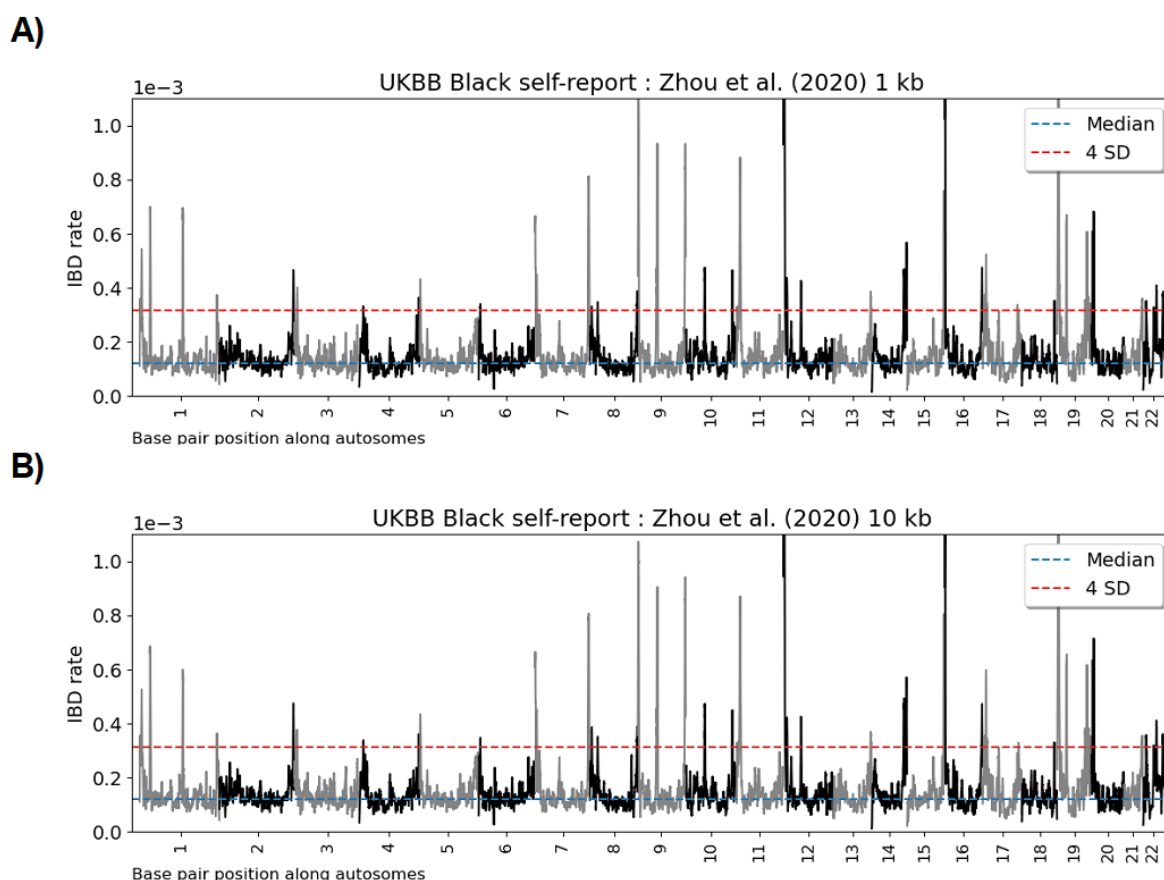 A)
UKBB Black self-report : Zhou et al. (2020) 1 kb
1e−3
Median
4 SD
1.0
0.8
0.6
0.4
0.2
0.0
IBD rate
1 2 3 4 5 6 7 8 9 10 11 12 13 14 15 16 17 18 19 20 21 22
Base pair position along autosomes
B)
UKBB Black self-report : Zhou et al. (2020) 10 kb
1e−3
Median
4 SD
1.0
0.8
0.6
0.4
0.2
0.0
IBD rate
1 2 3 4 5 6 7 8 9 10 11 12 13 14 15 16 17 18 19 20 21 22
Base pair position along autosomes